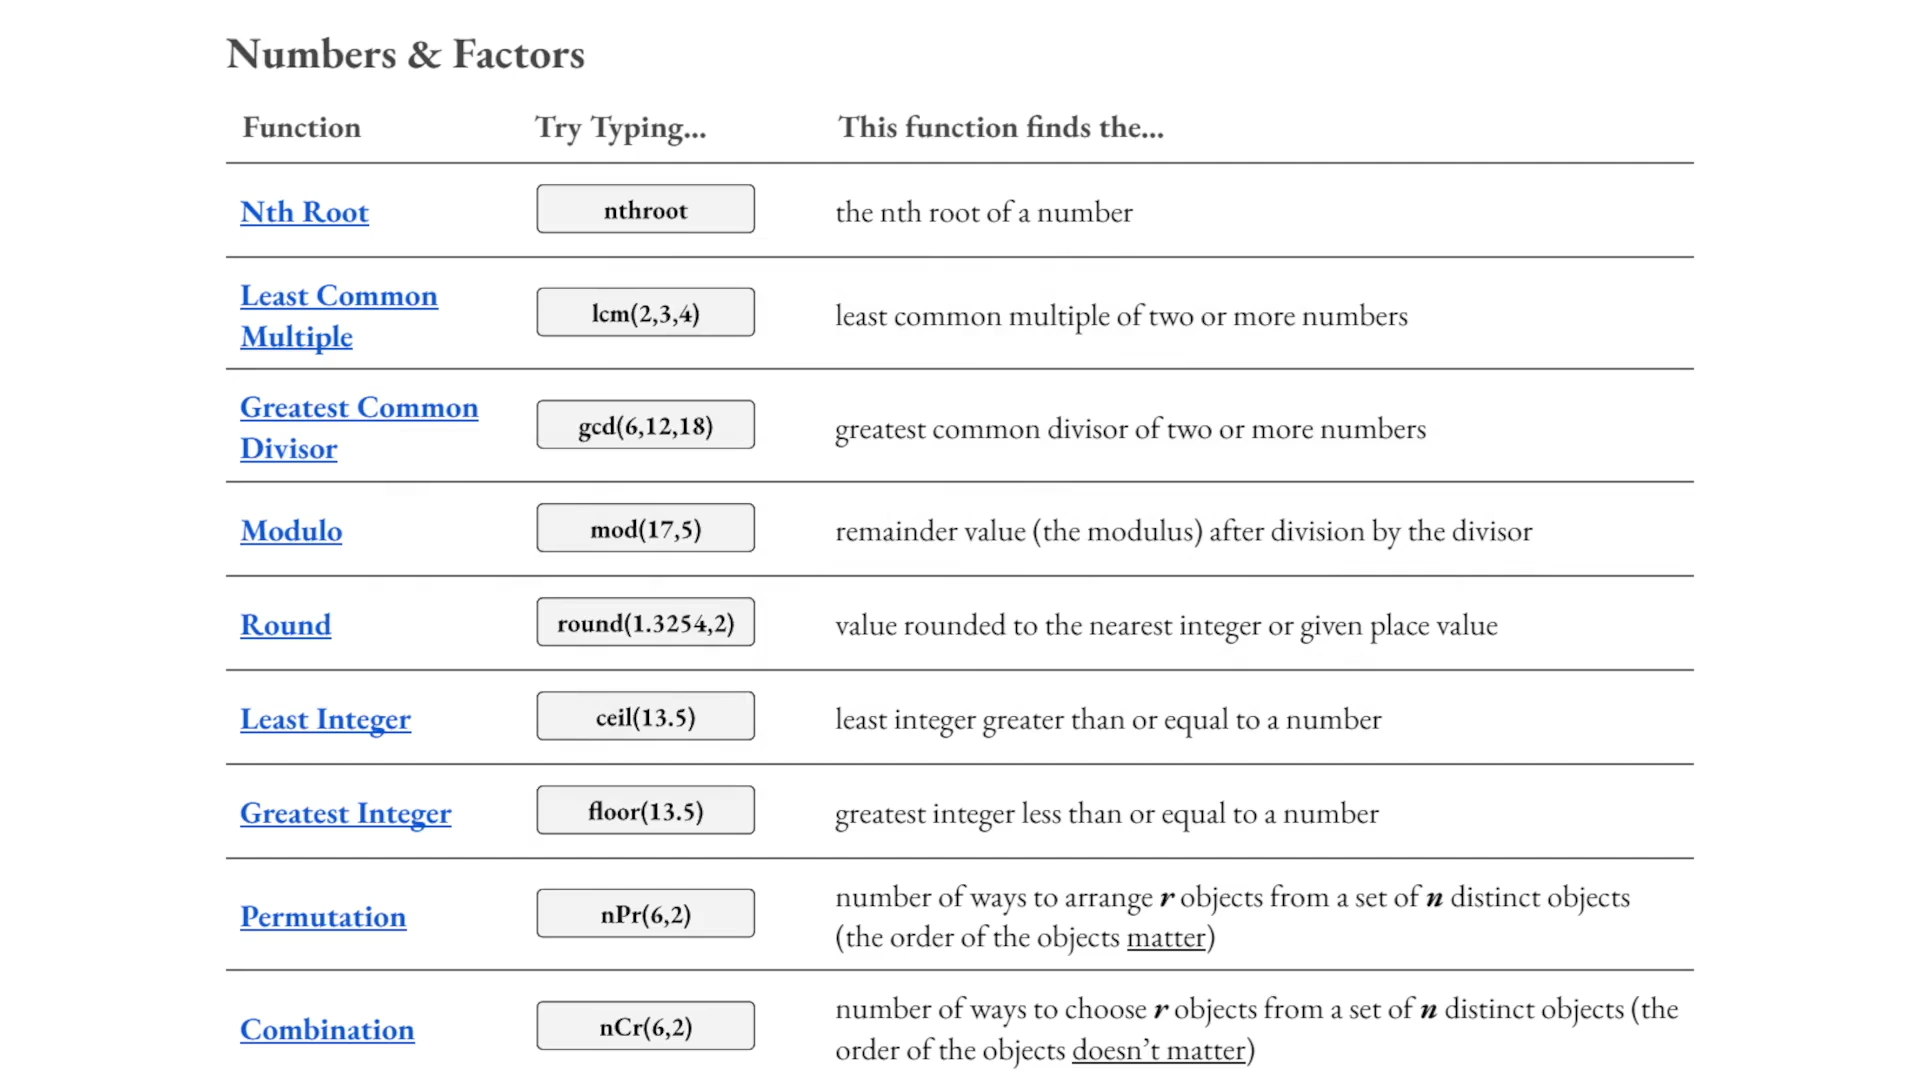 Numbers & Factors
Function Try Typing... This function finds the...
Nth Root nthroot the nth root of a number
Least Common
Multiple lcm(2,3,4) least common multiple of two or more numbers
Greatest Common
Divisor gcd(6,12,18) greatest common divisor of two or more numbers
Modulo mod(17,5) remainder value (the modulus) after division by the divisor
Round round(1.3254,2) value rounded to the nearest integer or given place value
Least Integer ceil(13.5) least integer greater than or equal to a number
Greatest Integer floor(13.5) greatest integer less than or equal to a number
Permutation nPr(6,2) number of ways to arrange r objects from a set of n distinct objects
(the order of the objects matter)
Combination nCr(6,2) number of ways to choose r objects from a set of n distinct objects (the
order of the objects doesn't matter)